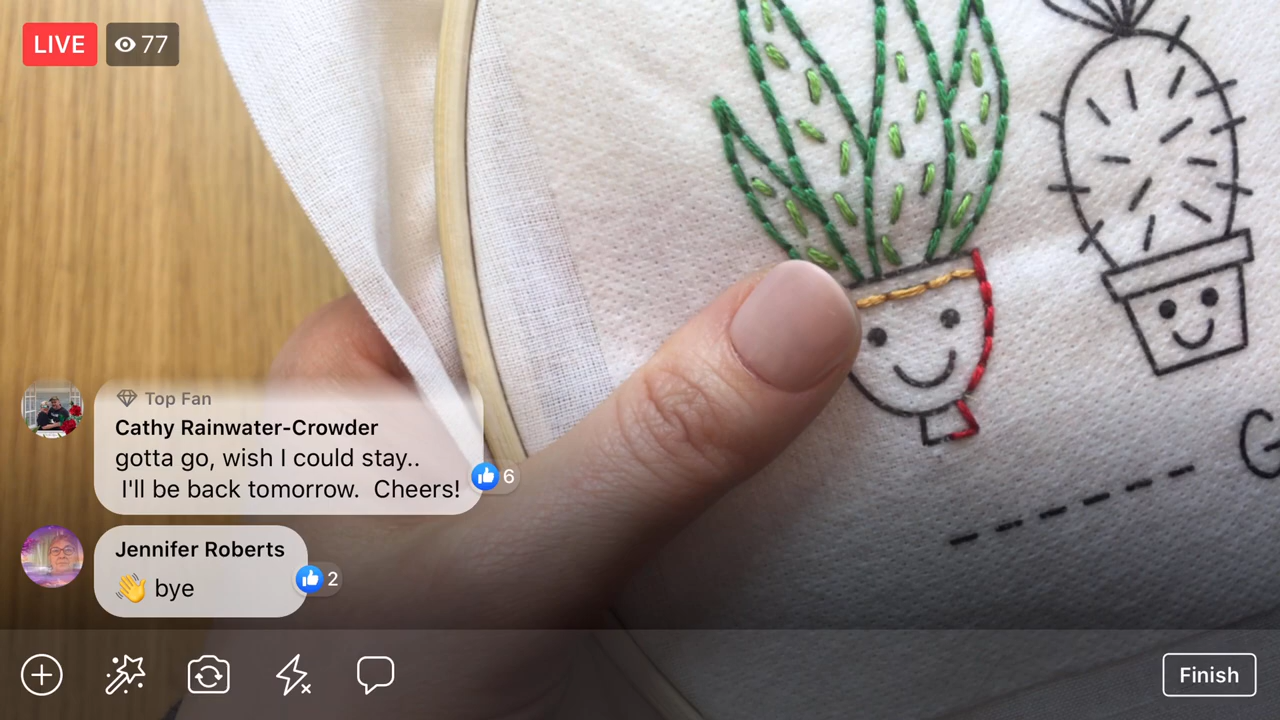 LIVE
77
Top Fan
Cathy Rainwater-Crowder
gotta go, wish I could stay..
I'll be back tomorrow.  Cheers!
6
Jennifer Roberts
👋 bye
2
G
Finish